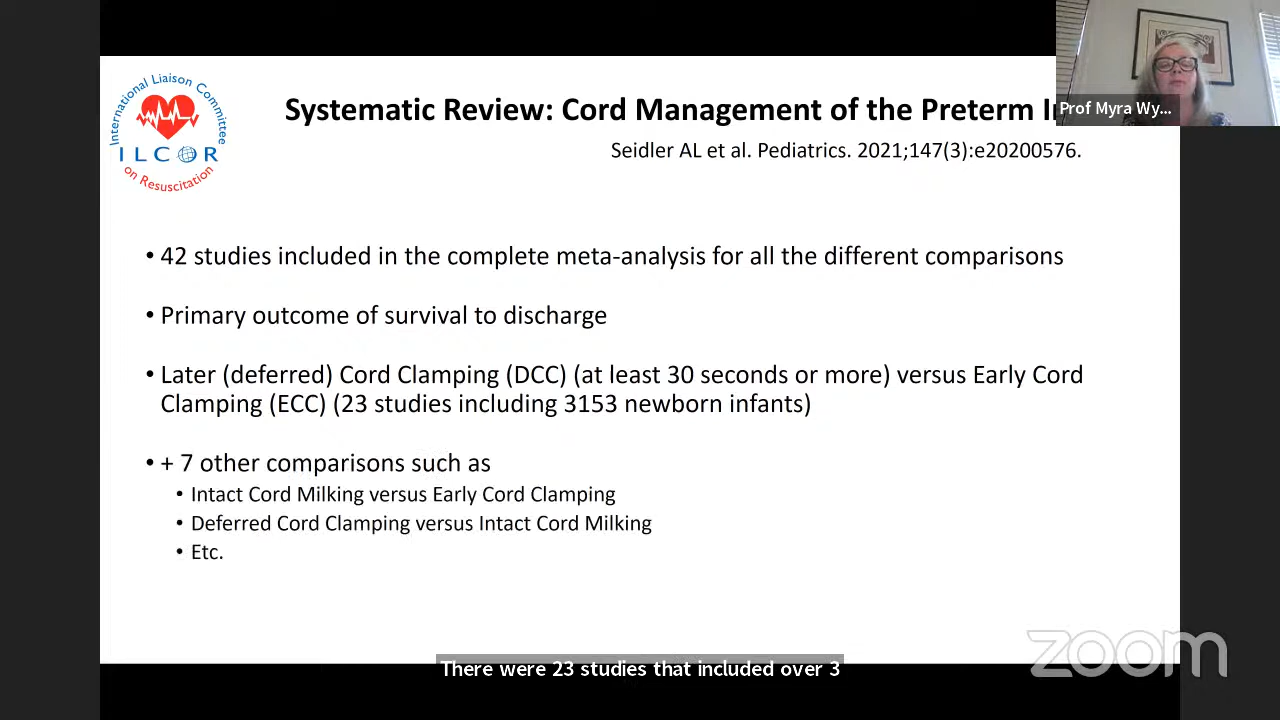 International Liaison Committee
ILCOR
on Resuscitation
Systematic Review: Cord Management of the Preterm
Prof Myra Wy...
Seidler AL et al. Pediatrics. 2021;147(3):e20200576.
• 42 studies included in the complete meta-analysis for all the different comparisons
• Primary outcome of survival to discharge
• Later (deferred) Cord Clamping (DCC) (at least 30 seconds or more) versus Early Cord
Clamping (ECC) (23 studies including 3153 newborn infants)
• + 7 other comparisons such as
• Intact Cord Milking versus Early Cord Clamping
• Deferred Cord Clamping versus Intact Cord Milking
• Etc.
zoom
There were 23 studies that included over 3